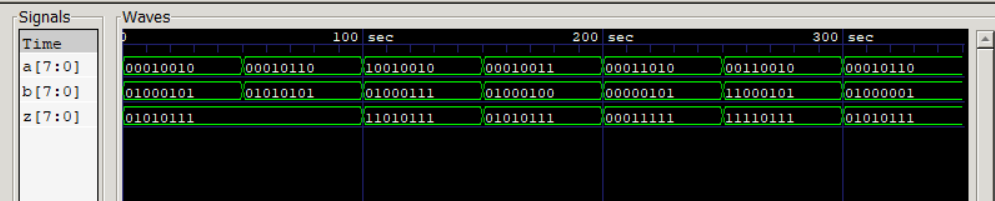 Signals Waves
Time 0 100 sec 200 sec 300 sec
a[7:0] 00010010 00010110 10010010 00010011 00011010 00110010 00010110
b[7:0] 01000101 01010101 01000111 01000100 00000101 11000101 01000001
z[7:0] 01010111 11010111 01010111 00011111 11110111 01010111